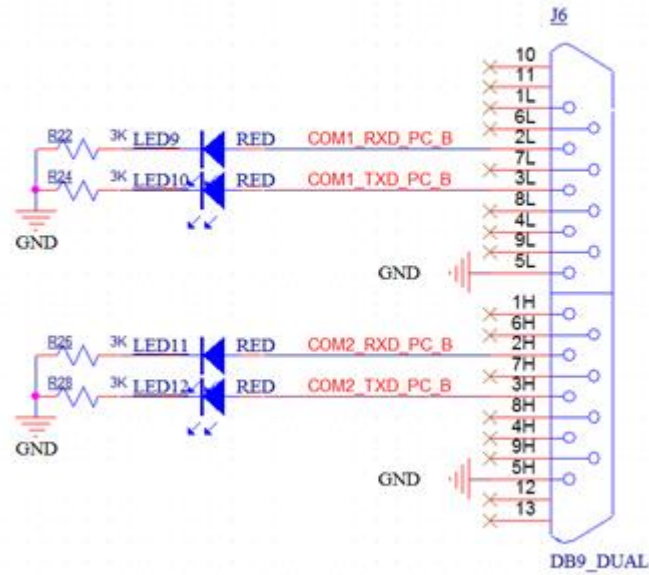 J6
10
11
1L
6L
R22 3K LED9 RED COM1_RXD_PC_B 2L
7L
R24 3K LED10 RED COM1_TXD_PC_B 3L
8L
GND 4L
9L
GND 5L
1H
6H
R26 3K LED11 RED COM2_RXD_PC_B 2H
7H
R28 3K LED12 RED COM2_TXD_PC_B 3H
8H
GND 4H
9H
GND 5H
12
13
DB9_DUAL